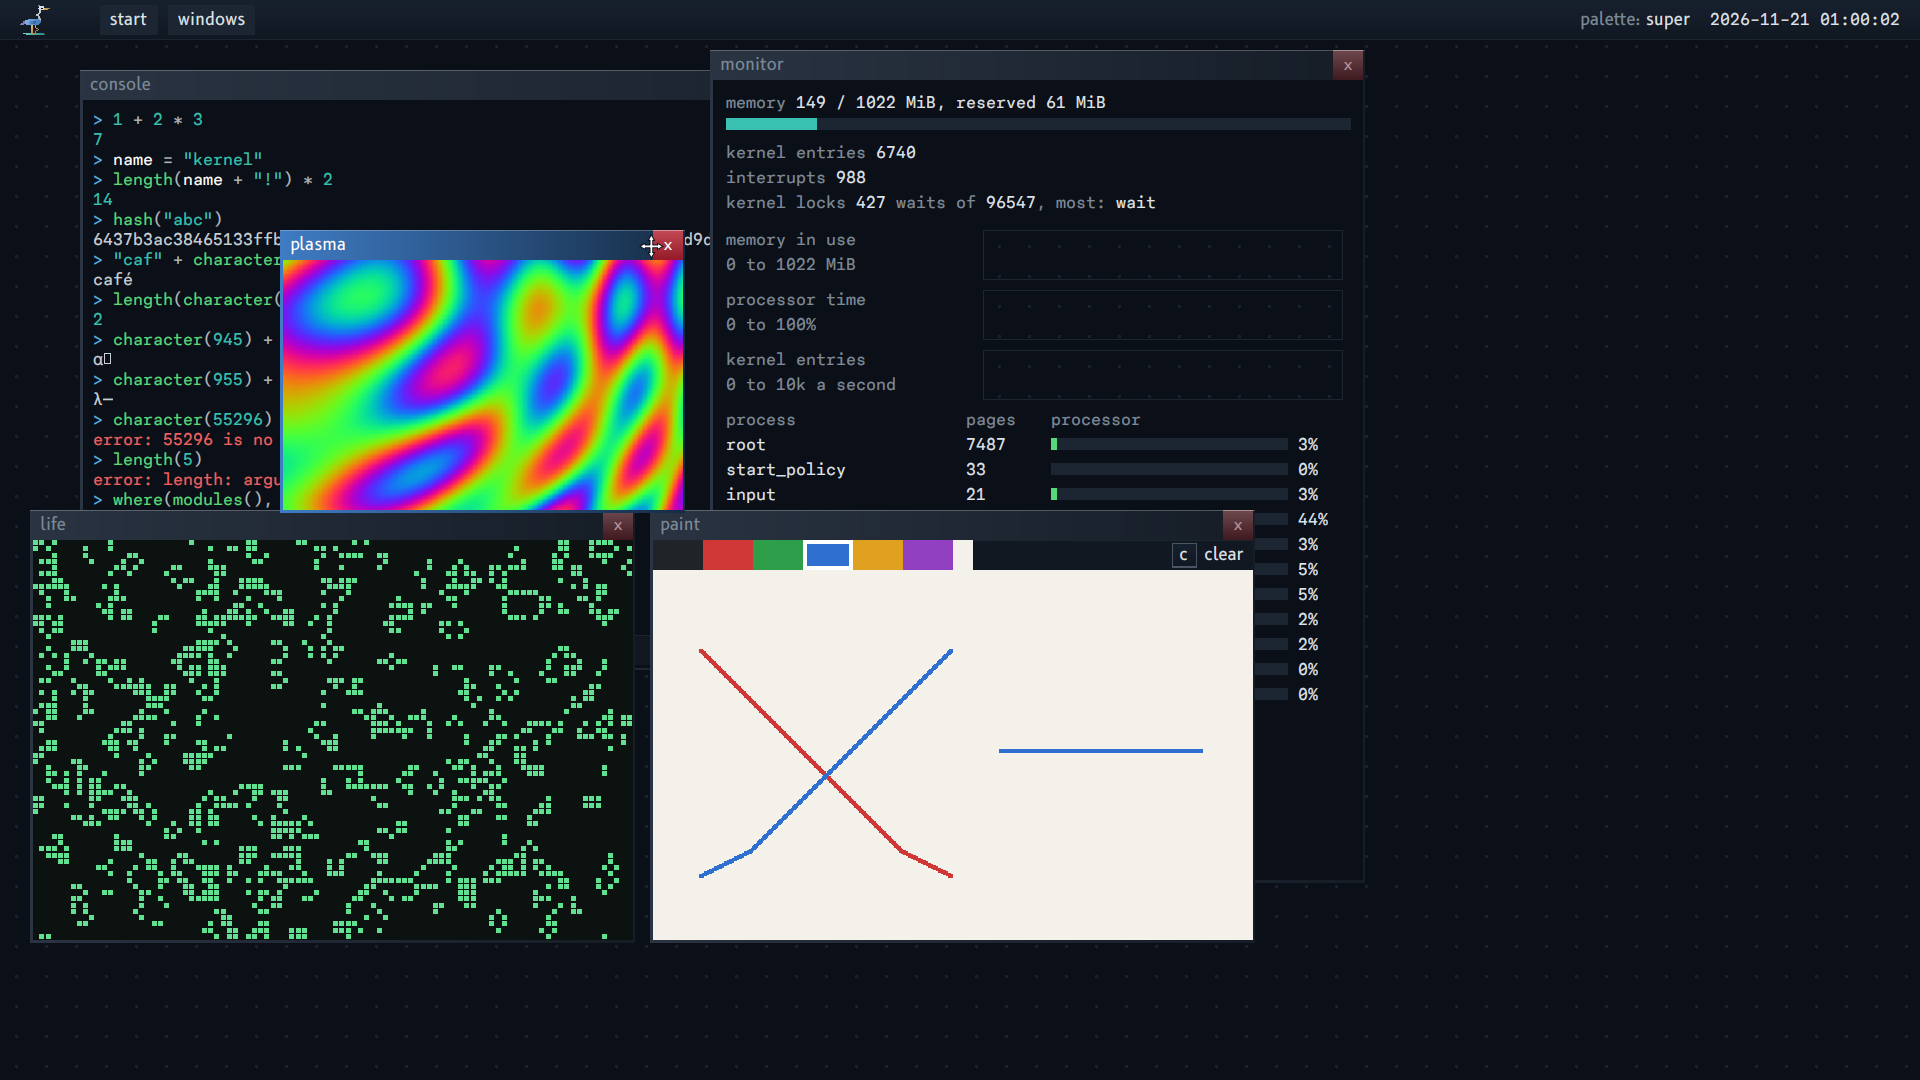 start windows palette: super 2026-11-21 01:00:02
console
> 1 + 2 * 3
7
> name = "kernel"
> length(name + "!") * 2
14
> hash("abc")
6437b3ac38465133ffb
d9d
> "caf" + character
café
> length(character(
2
> character(945) +
α
> character(955) +
λ—
> character(55296)
error: 55296 is no
> length(5)
error: length: argu
> where(modules(),
plasma x
monitor x
memory 149 / 1022 MiB, reserved 61 MiB
kernel entries 6740
interrupts 988
kernel locks 427 waits of 96547, most: wait
memory in use
0 to 1022 MiB
processor time
0 to 100%
kernel entries
0 to 10k a second
process pages processor
root 7487 3%
start_policy 33 0%
input 21 3%
44%
3%
5%
5%
2%
2%
0%
0%
life x
paint x
c clear